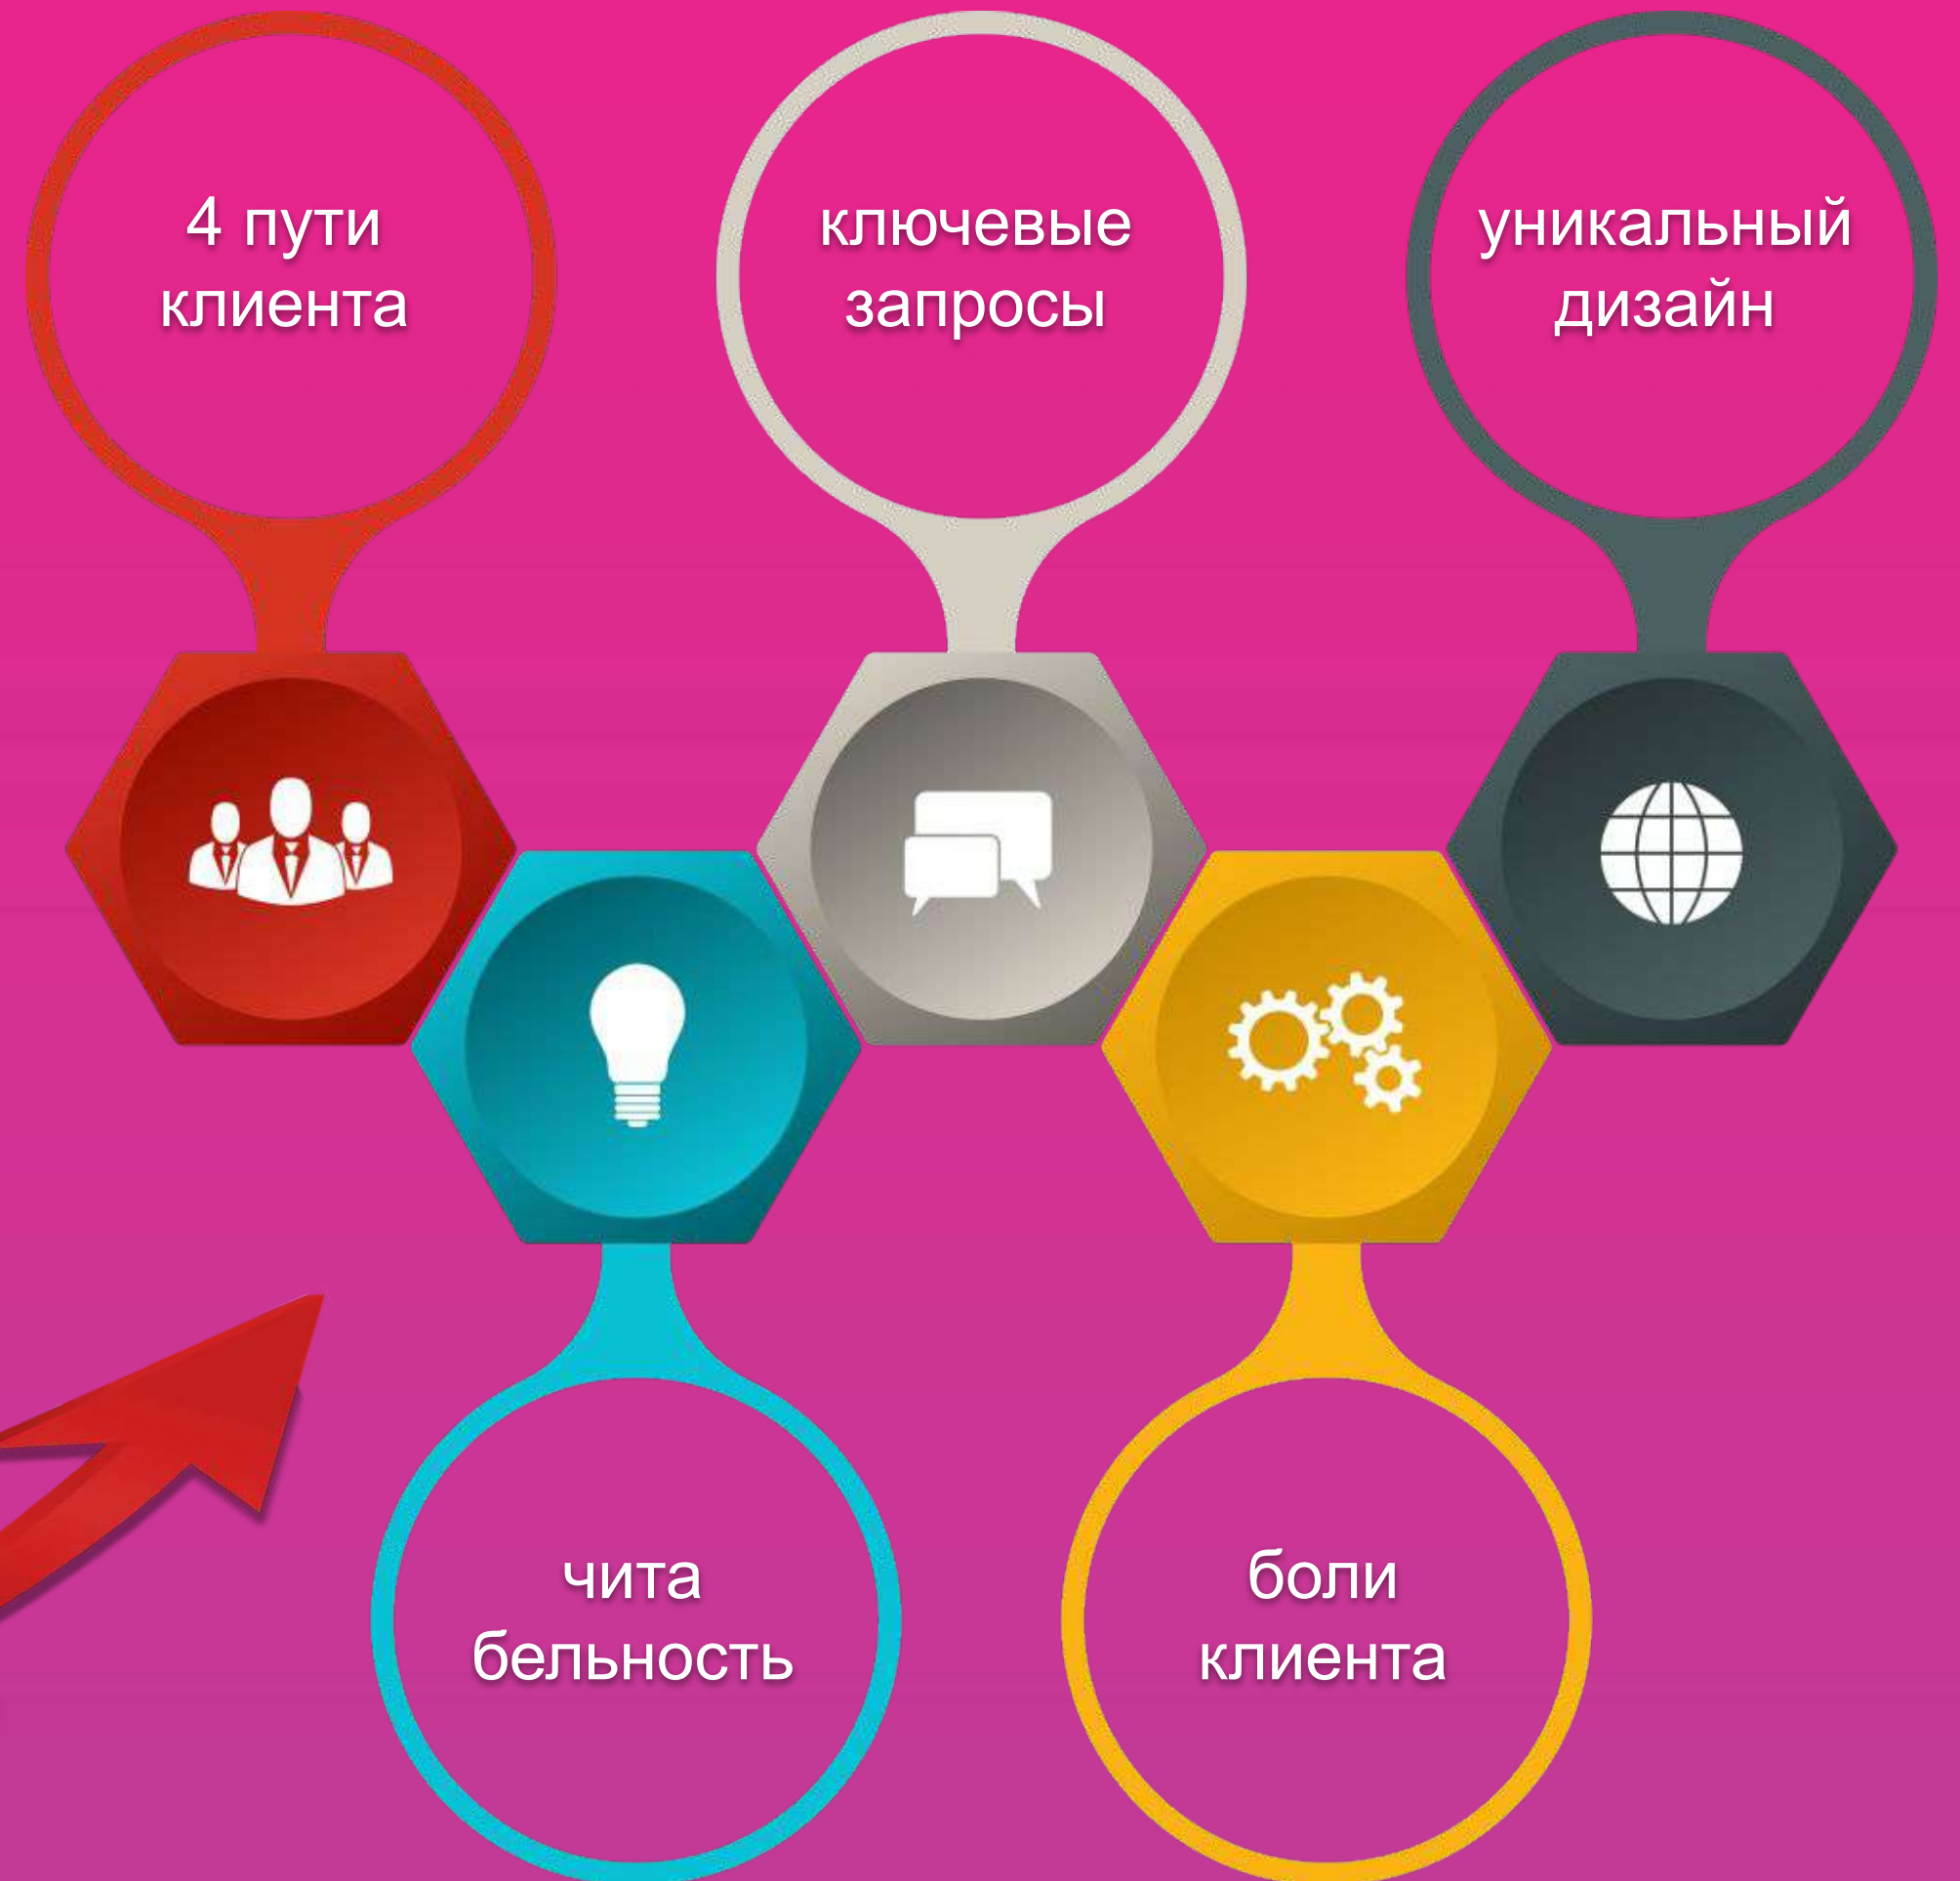 4 пути
клиента
ключевые
запросы
уникальный
дизайн
чита
бельность
боли
клиента